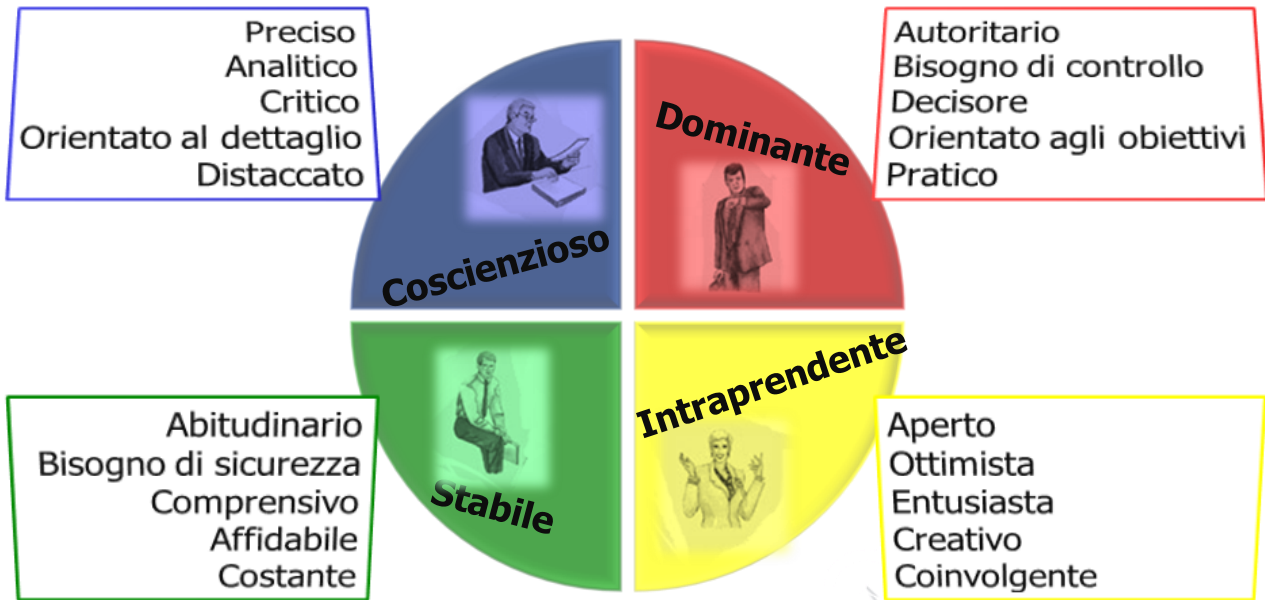 Preciso
Analitico
Critico
Orientato al dettaglio
Distaccato
Coscienzioso
Dominante
Autoritario
Bisogno di controllo
Decisore
Orientato agli obiettivi
Pratico
Abitudinario
Bisogno di sicurezza
Comprensivo
Affidabile
Costante
Stabile
Intraprendente
Aperto
Ottimista
Entusiasta
Creativo
Coinvolgente